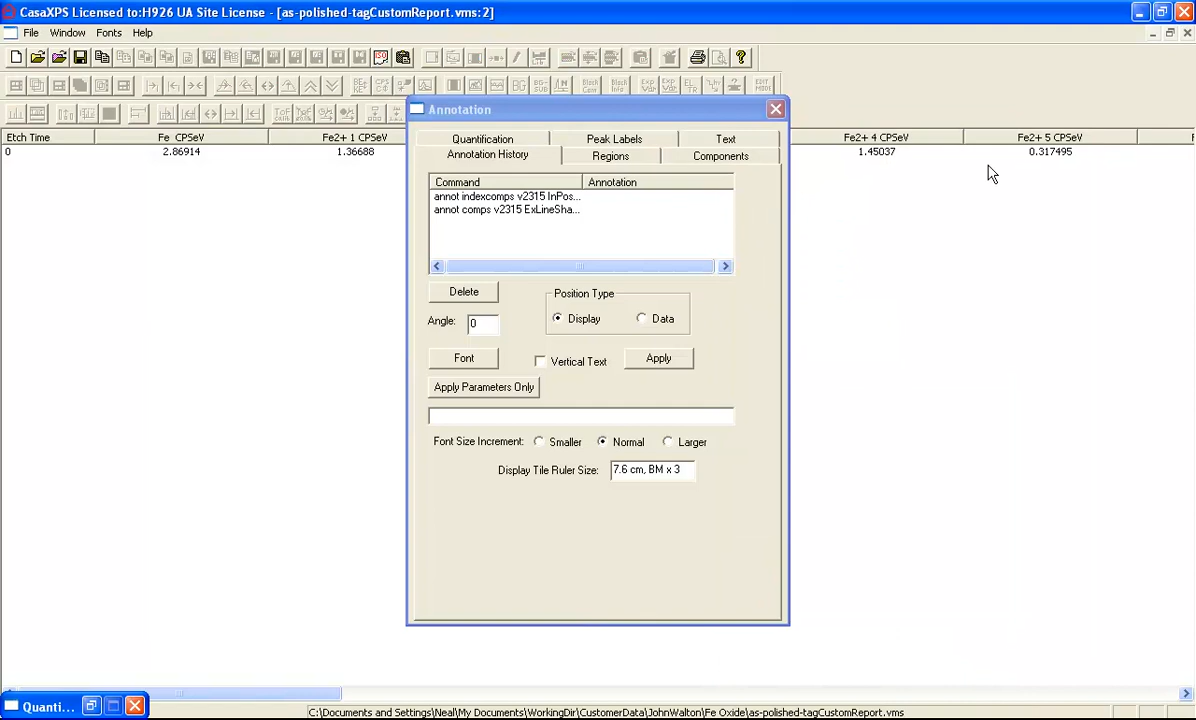 CasaXPS Licensed to:H926 UA Site License - [as-polished-tagCustomReport.vms:2]
File Window Fonts Help
Annotation
Etch Time Fe CPSeV Fe2+ 1 CPSeV Fe2+ 4 CPSeV Fe2+ 5 CPSeV
0 2.86914 1.36688 1.45037 0.317495
Quantification Peak Labels Text
Annotation History Regions Components
Command Annotation
annot indexcomps v2315 InPos...
annot comps v2315 ExLineSha...
Delete
Position Type
Angle: 0
Display Data
Font
Vertical Text
Apply
Apply Parameters Only
Font Size Increment: Smaller Normal Larger
Display Tile Ruler Size: 7.6 cm, BM x 3
Quanti...
C:\Documents and Settings\Neal\My Documents\WorkingDir\CustomerData\JohnWalton\Fe Oxide\as-polished-tagCustomReport.vms